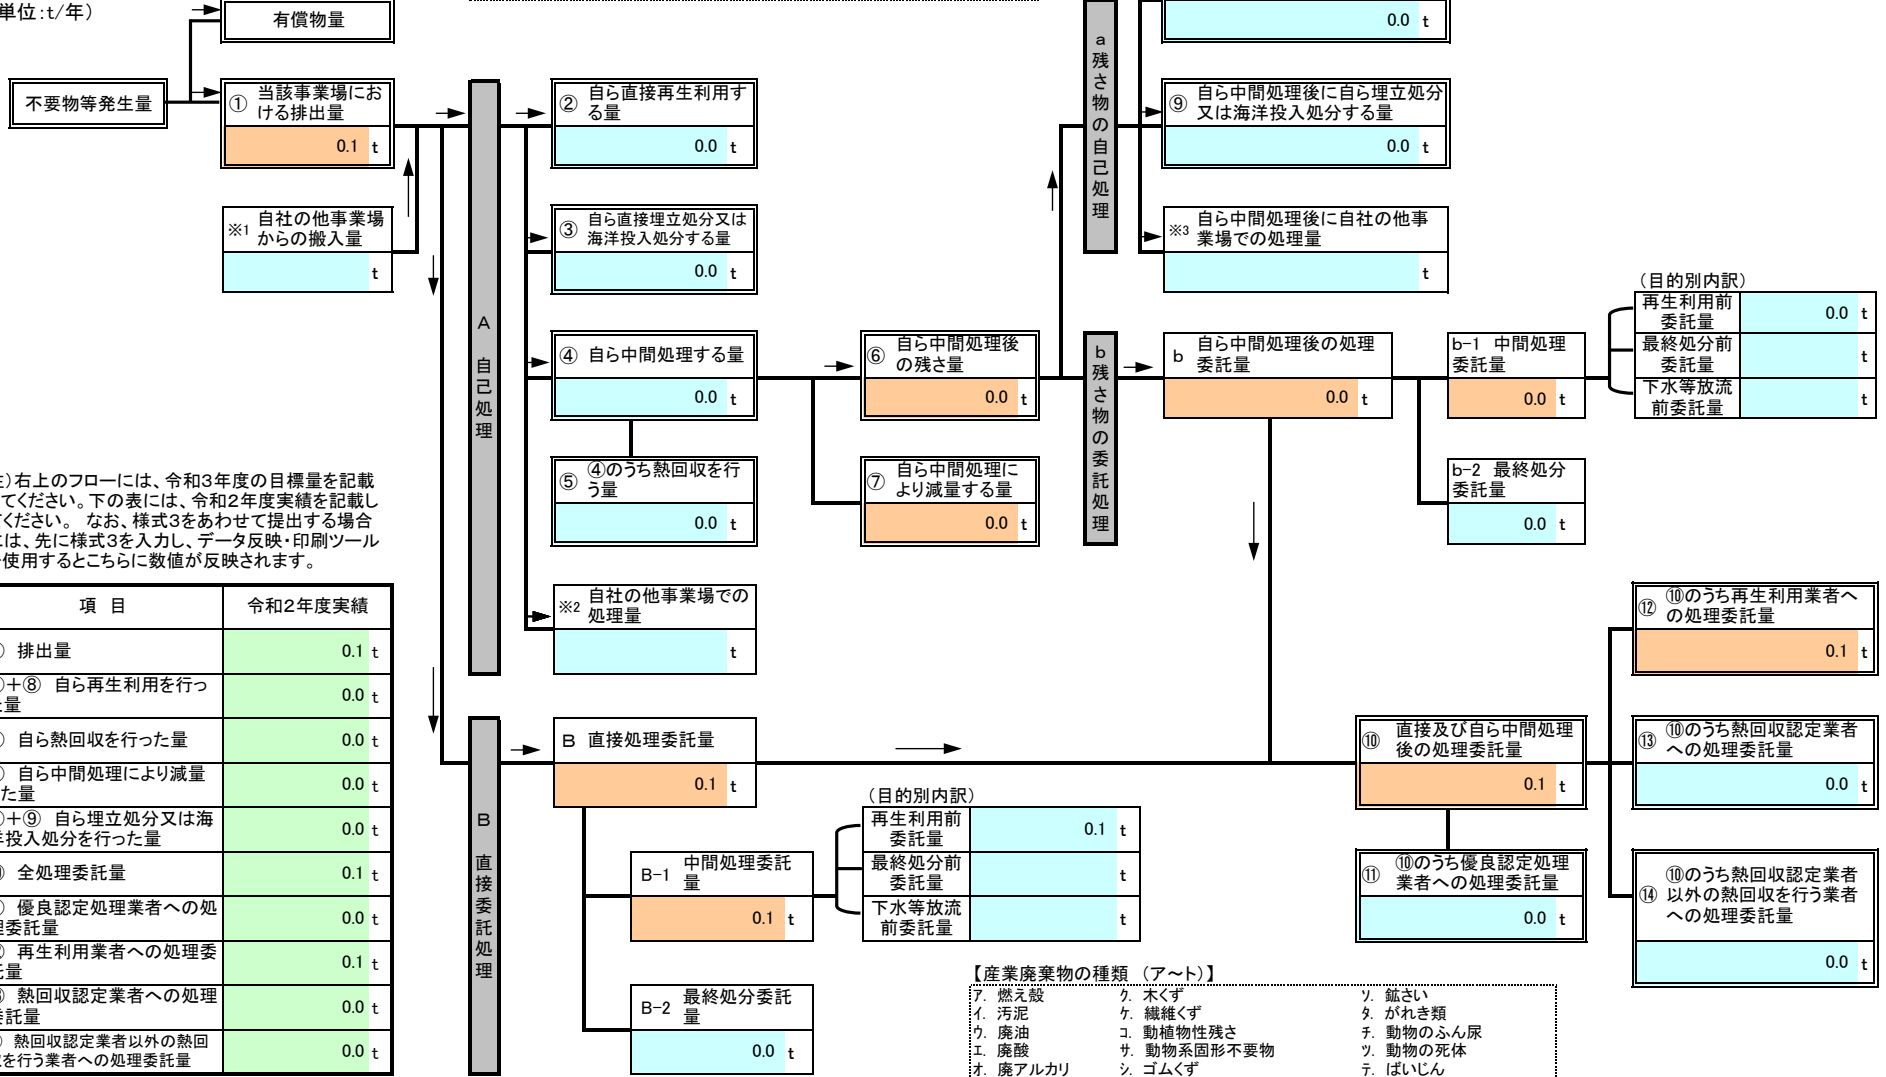 単位:t/年)
有償物量
不要物等発生量
① 当該事業場にお
ける排出量
0.1 t
※1 自社の他事業場
からの搬入量
t
A 自己処理
② 自ら直接再生利用す
る量
0.0 t
③ 自ら直接埋立処分又は
海洋投入処分する量
0.0 t
④ 自ら中間処理する量
0.0 t
⑤ ④のうち熱回収を行
う量
0.0 t
※2 自社の他事業場での
処理量
t
⑥ 自ら中間処理後
の残さ量
0.0 t
⑦ 自ら中間処理に
より減量する量
0.0 t
a 残さ物の自己処理
0.0 t
⑨ 自ら中間処理後に自ら埋立処分
又は海洋投入処分する量
0.0 t
※3 自ら中間処理後に自社の他事
業場での処理量
t
b 残さ物の委託処理
b 自ら中間処理後の処理
委託量
0.0 t
b-1 中間処理
委託量
0.0 t
b-2 最終処分
委託量
0.0 t
(目的別内訳)
再生利用前
委託量
0.0 t
最終処分前
委託量
t
下水等放流
前委託量
t
)右上のフローには、令和3年度の目標量を記載
てください。下の表には、令和2年度実績を記載し
ください。 なお、様式3をあわせて提出する場合
は、先に様式3を入力し、データ反映・印刷ツール
使用するとこちらに数値が反映されます。
項 目 令和2年度実績
排出量 0.1 t
+⑧ 自ら再生利用を行っ
量 0.0 t
自ら熱回収を行った量 0.0 t
自ら中間処理により減量
た量 0.0 t
+⑨ 自ら埋立処分又は海
投入処分を行った量 0.0 t
全処理委託量 0.1 t
優良認定処理業者への処
委託量 0.0 t
再生利用業者への処理委
量 0.1 t
熱回収認定業者への処理
託量 0.0 t
熱回収認定業者以外の熱回
を行う業者への処理委託量 0.0 t
B 直接委託処理
B 直接処理委託量
0.1 t
B-1 中間処理委託
量
0.1 t
B-2 最終処分委託
量
0.0 t
(目的別内訳)
再生利用前
委託量
0.1 t
最終処分前
委託量
t
下水等放流
前委託量
t
⑩ 直接及び自ら中間処理
後の処理委託量
0.1 t
⑪ ⑩のうち優良認定処理
業者への処理委託量
0.0 t
⑫ ⑩のうち再生利用業者へ
の処理委託量
0.1 t
⑬ ⑩のうち熱回収認定業者
への処理委託量
0.0 t
⑭ ⑩のうち熱回収認定業者
以外の熱回収を行う業者
への処理委託量
0.0 t
【産業廃棄物の種類 (ア~ト)】
ア. 燃え殻 ク. 木くず ソ. 鉱さい
イ. 汚泥 ケ. 繊維くず タ. がれき類
ウ. 廃油 コ. 動植物性残さ チ. 動物のふん尿
エ. 廃酸 サ. 動物系固形不要物 ツ. 動物の死体
オ. 廃アルカリ シ. ゴムくず テ. ばいじん